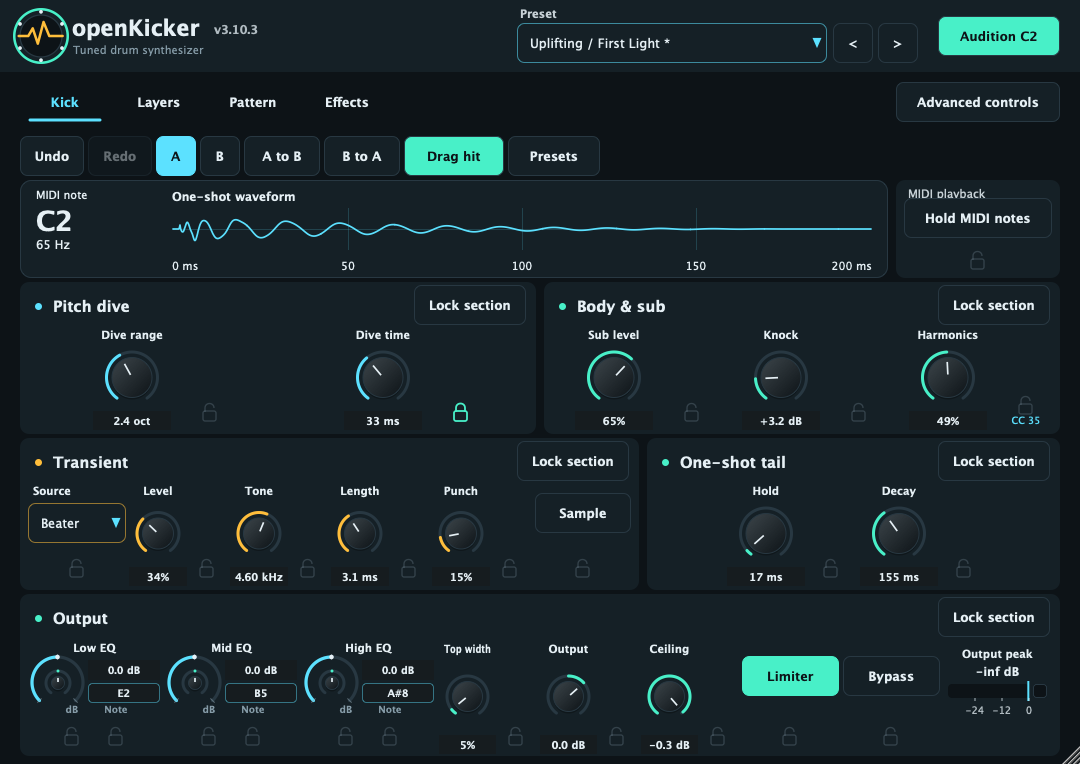 openKicker v3.10.3
Tuned drum synthesizer
Preset
Uplifting / First Light *
<
>
Audition C2
Kick
Layers
Pattern
Effects
Advanced controls
Undo
Redo
A
B
A to B
B to A
Drag hit
Presets
MIDI note
C2
65 Hz
One-shot waveform
0 ms
50
100
150
200 ms
MIDI playback
Hold MIDI notes
Pitch dive
Lock section
Dive range
Dive time
2.4 oct
33 ms
Body & sub
Lock section
Sub level
Knock
Harmonics
65%
+3.2 dB
49%
CC 35
Transient
Lock section
Source
Level
Tone
Length
Punch
Beater
Sample
34%
4.60 kHz
3.1 ms
15%
One-shot tail
Lock section
Hold
Decay
17 ms
155 ms
Output
Lock section
Low EQ
0.0 dB
E2
dB
Note
Mid EQ
0.0 dB
B5
dB
Note
High EQ
0.0 dB
A#8
dB
Note
Top width
5%
Output
0.0 dB
Ceiling
−0.3 dB
Limiter
Bypass
Output peak
−inf dB
−24
−12
0